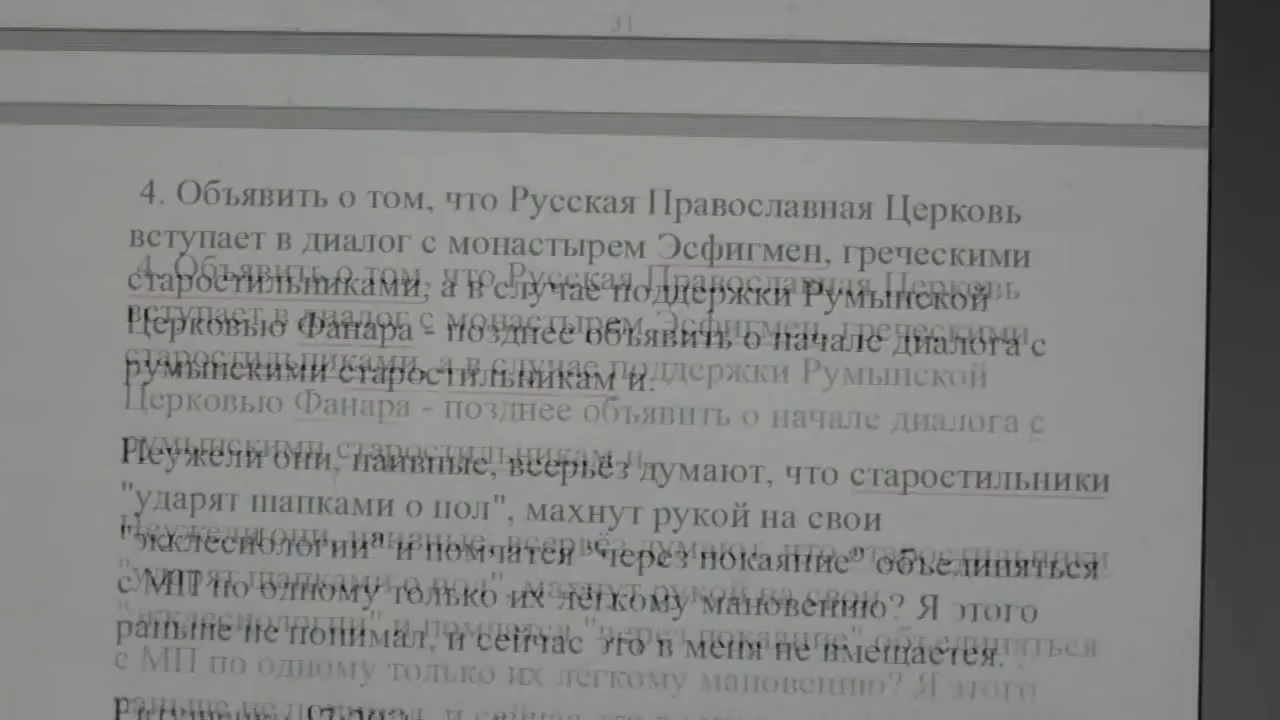 31
4. Объявить о том, что Русская Православная Церковь
вступает в диалог с монастырем Эсфигмен, греческими
старостильниками, а в случае поддержки Румынской
Церковью Фанара - позднее объявить о начале диалога с
румынскими старостильникам и.
Неужели они, наивные, всерьёз думают, что старостильники
"ударят шапками о пол", махнут рукой на свои
"экклесиологии" и помчатся "через покаяние" объединяться
с МП по одному только их лёгкому мановению? Я этого
раньше не понимал, и сейчас это в меня не вмещается.